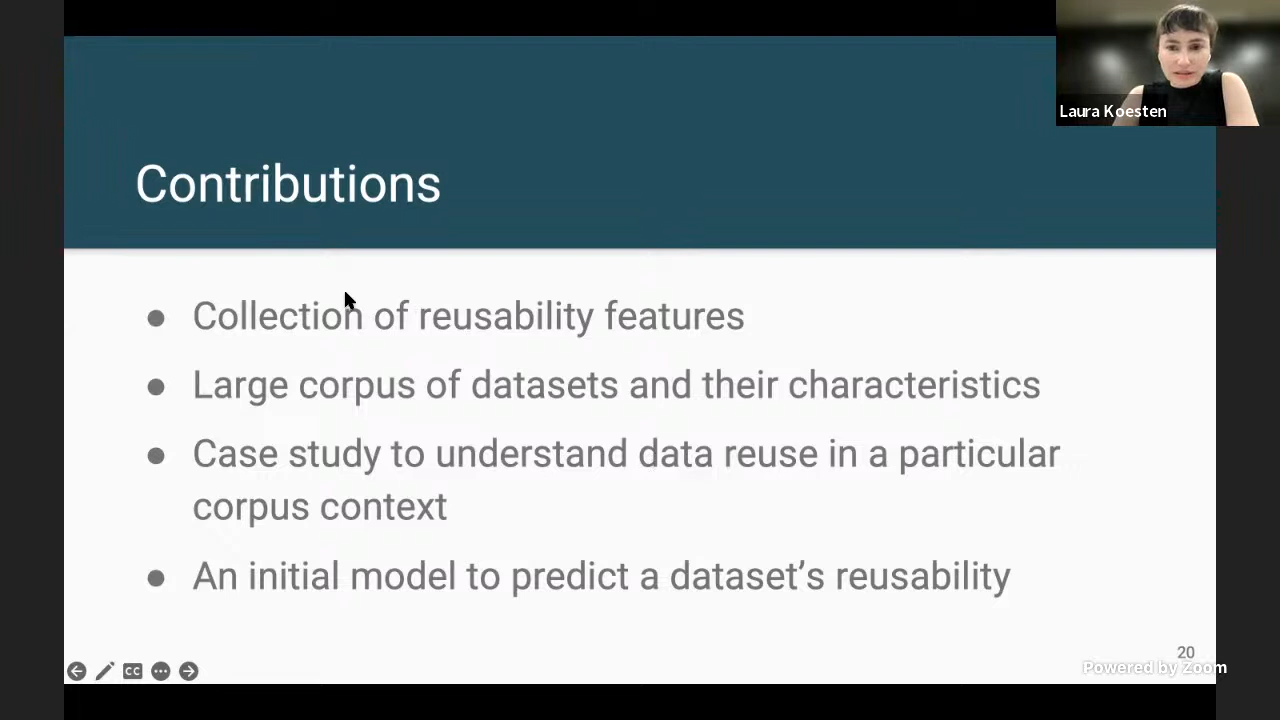 Laura Koesten
Contributions
● Collection of reusability features
● Large corpus of datasets and their characteristics
● Case study to understand data reuse in a particular
corpus context
● An initial model to predict a dataset’s reusability
20
Powered by Zoom
CC